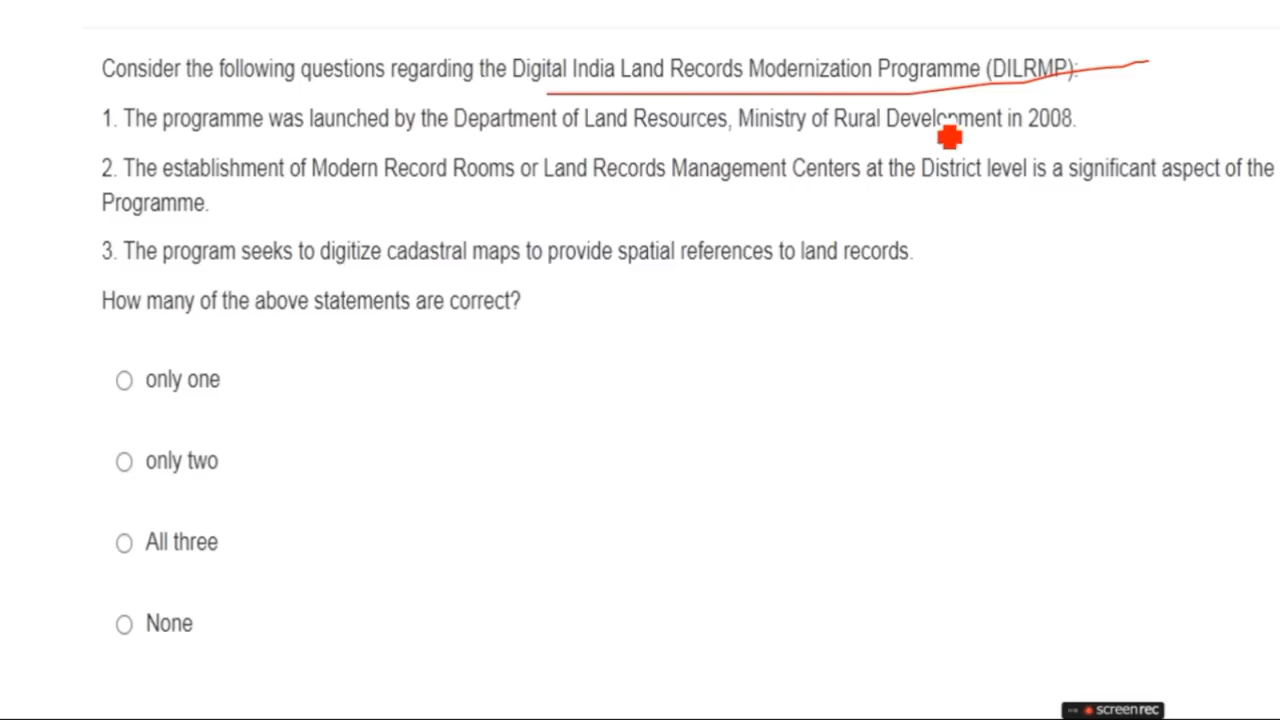 Consider the following questions regarding the Digital India Land Records Modernization Programme (DILRMP):
1. The programme was launched by the Department of Land Resources, Ministry of Rural Development in 2008.
2. The establishment of Modern Record Rooms or Land Records Management Centers at the District level is a significant aspect of the
Programme.
3. The program seeks to digitize cadastral maps to provide spatial references to land records.
How many of the above statements are correct?
only one
only two
All three
None
screenrec